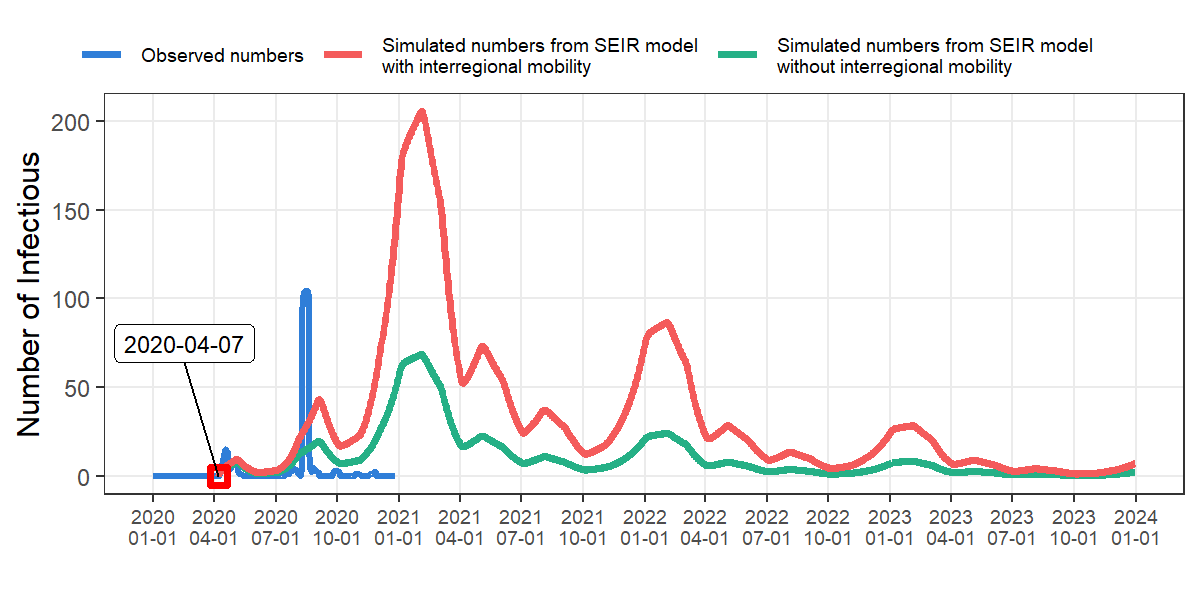 Observed numbers
Simulated numbers from SEIR model
with interregional mobility
Simulated numbers from SEIR model
without interregional mobility
Number of Infectious
200
150
100
50
0
2020-04-07
2020 2020 2020 2020 2021 2021 2021 2021 2022 2022 2022 2022 2023 2023 2023 2023 2024
01-01 04-01 07-01 10-01 01-01 04-01 07-01 10-01 01-01 04-01 07-01 10-01 01-01 04-01 07-01 10-01 01-01